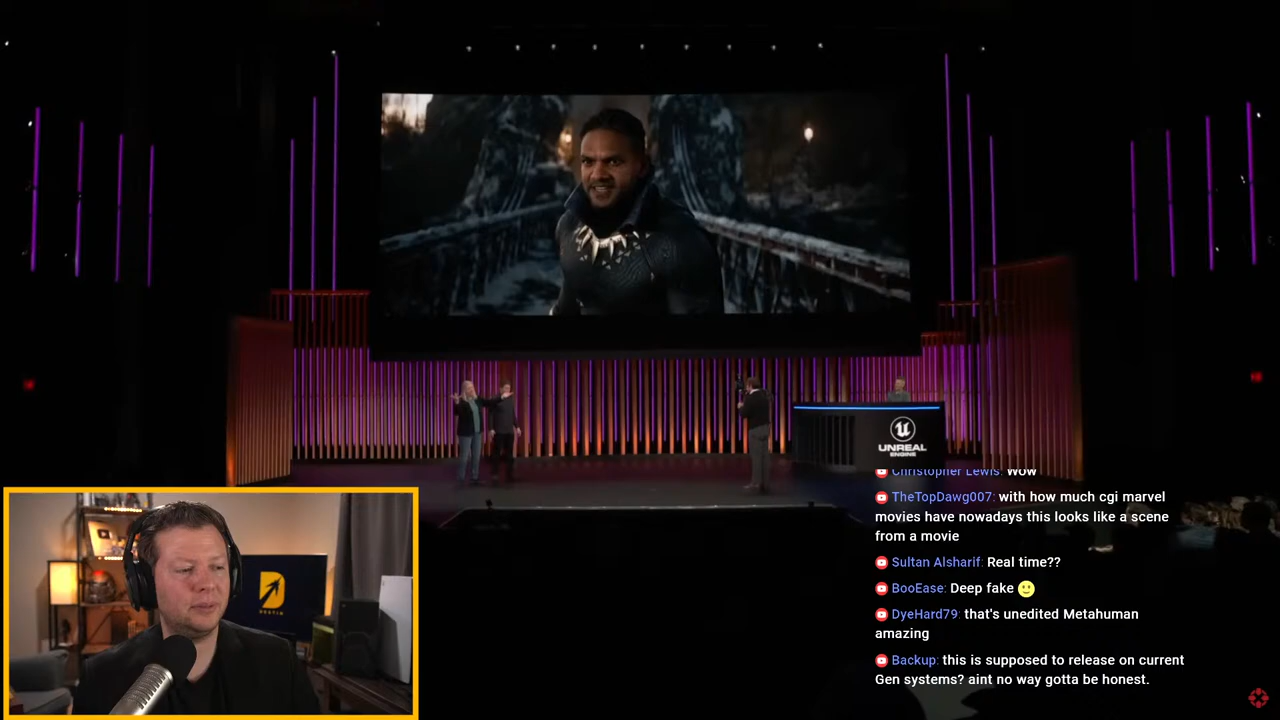 UNREAL
ENGINE
Christopher Lewis: Wow
TheTopDawg007: with how much cgi marvel
movies have nowadays this looks like a scene
from a movie
Sultan Alsharif: Real time??
BooEase: Deep fake 🙂
DyeHard79: that's unedited Metahuman
amazing
Backup: this is supposed to release on current
Gen systems? aint no way gotta be honest.
DESTIN